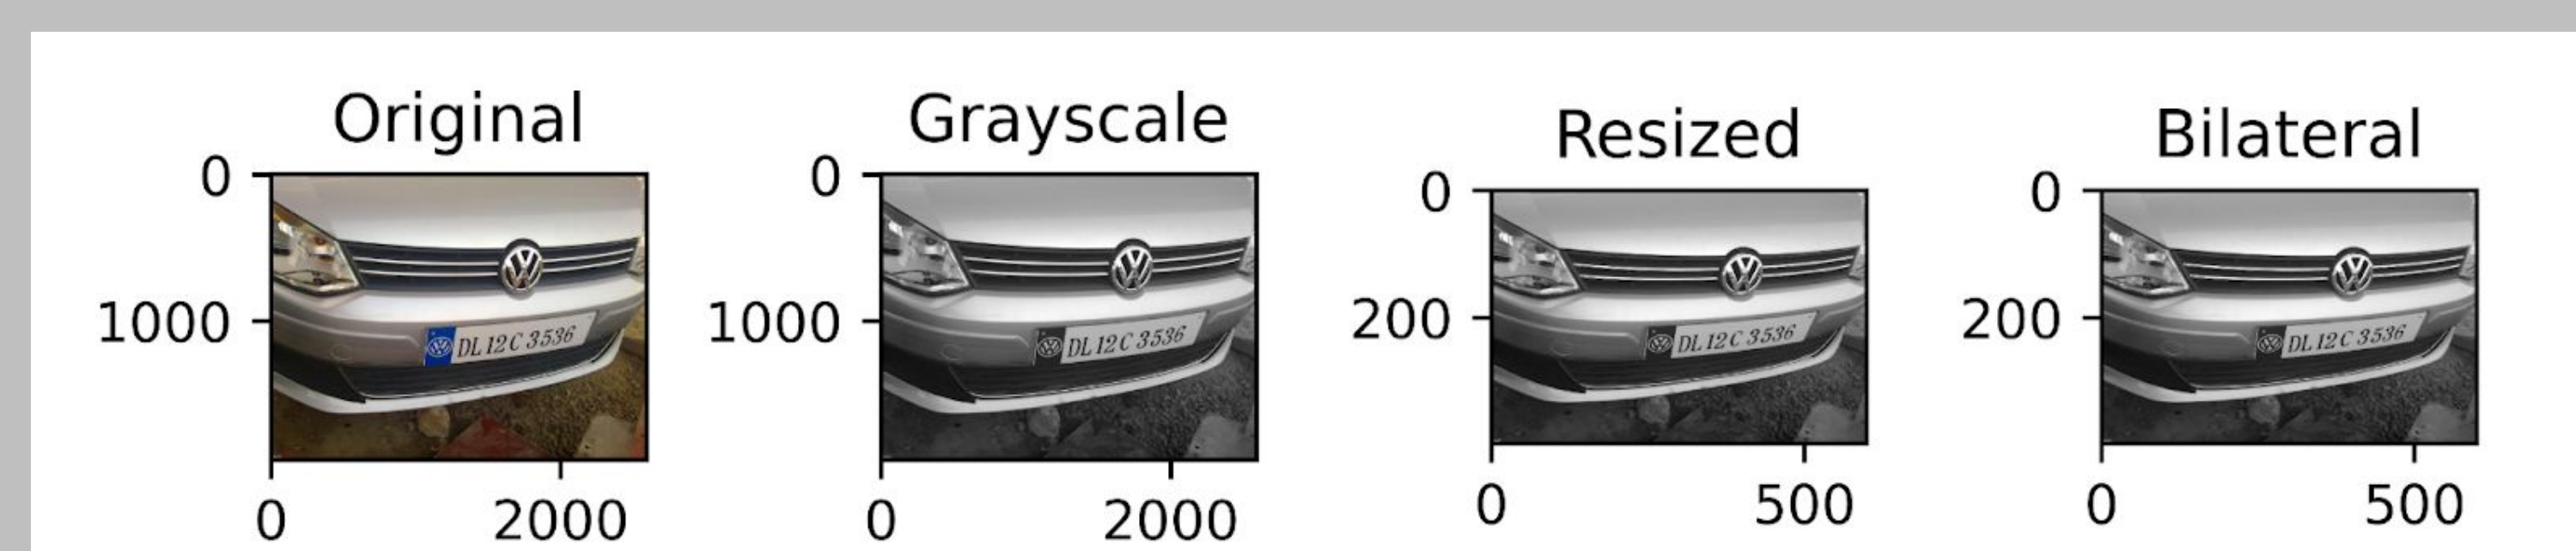 Original Grayscale Resized Bilateral
0 0 0 0
1000 1000 200 200
DL 12 C 3536 DL 12 C 3536 DL 12 C 3536 DL 12 C 3536
0 2000 0 2000 0 500 0 500